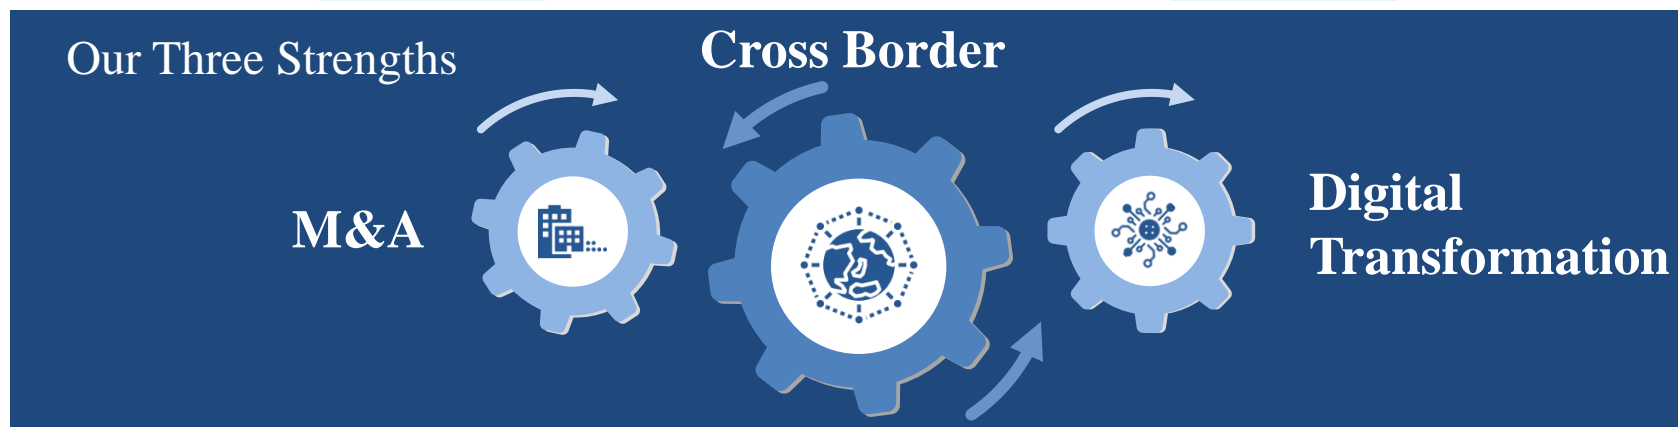 Our Three Strengths
Cross Border
M&A
Digital
Transformation